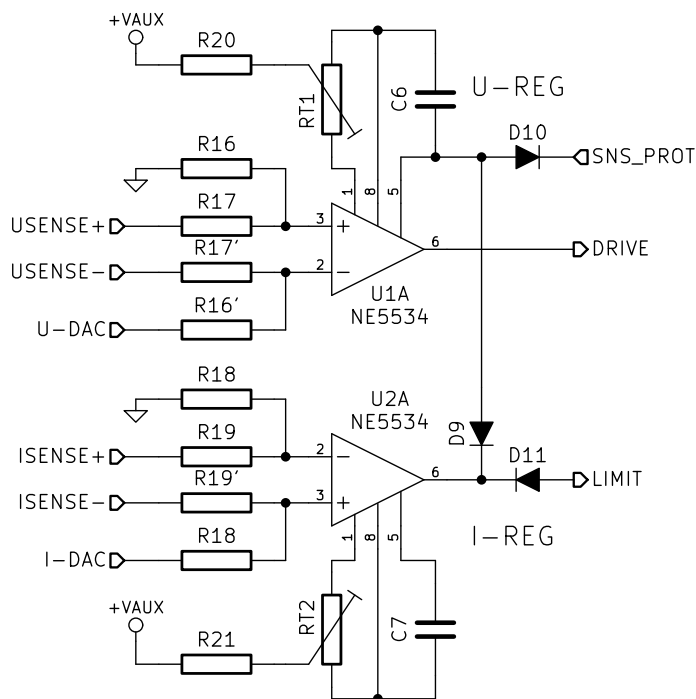 +VAUX
R20
RT1
C6
U-REG
D10
SNS_PROT
R16
1
8
5
USENSE+
R17
3
+
6
DRIVE
USENSE-
R17'
2
−
U1A
NE5534
U-DAC
R16'
R18
U2A
NE5534
D9
D11
ISENSE+
R19
2
−
6
LIMIT
ISENSE-
R19'
3
+
I-REG
1
8
5
I-DAC
R18
+VAUX
RT2
C7
R21